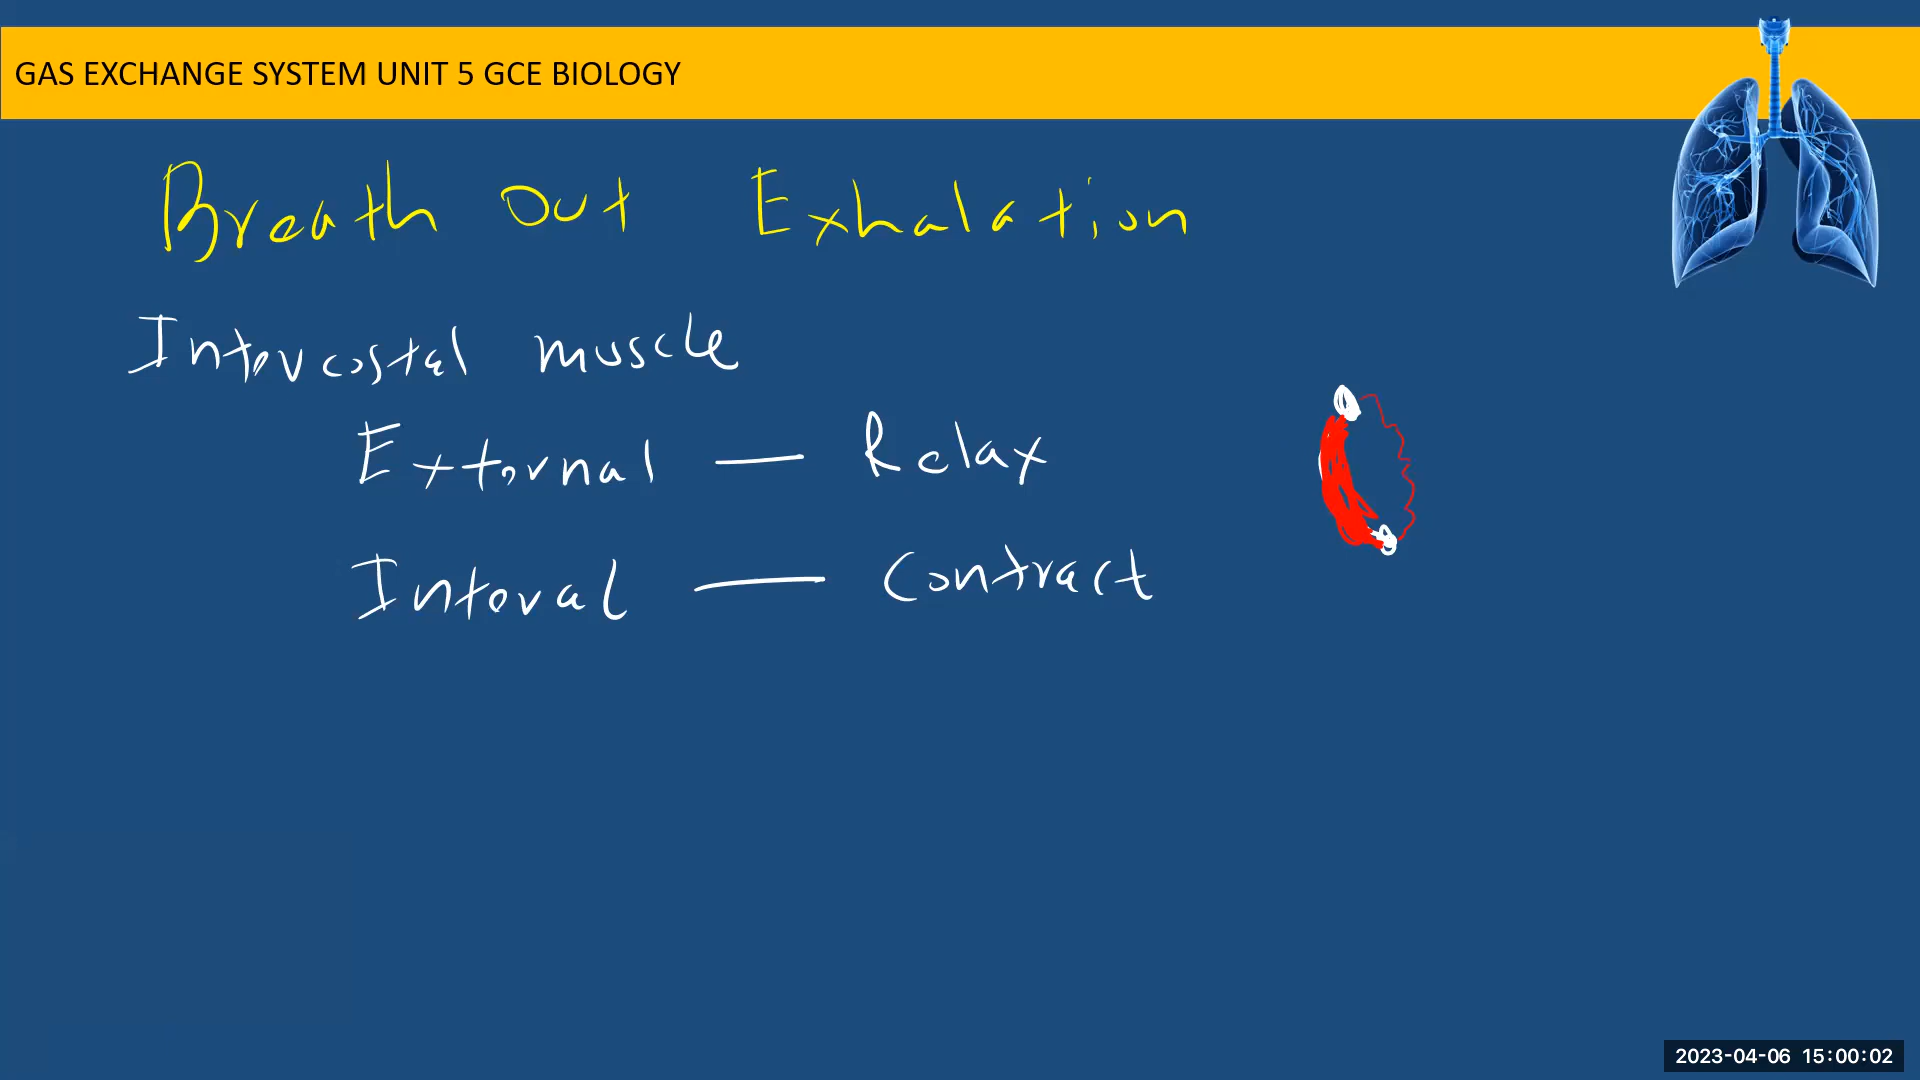 GAS EXCHANGE SYSTEM UNIT 5 GCE BIOLOGY
Breath Out Exhalation
Intercostal muscle
External — Relax
Interal — Contract
2023-04-06 15:00:02